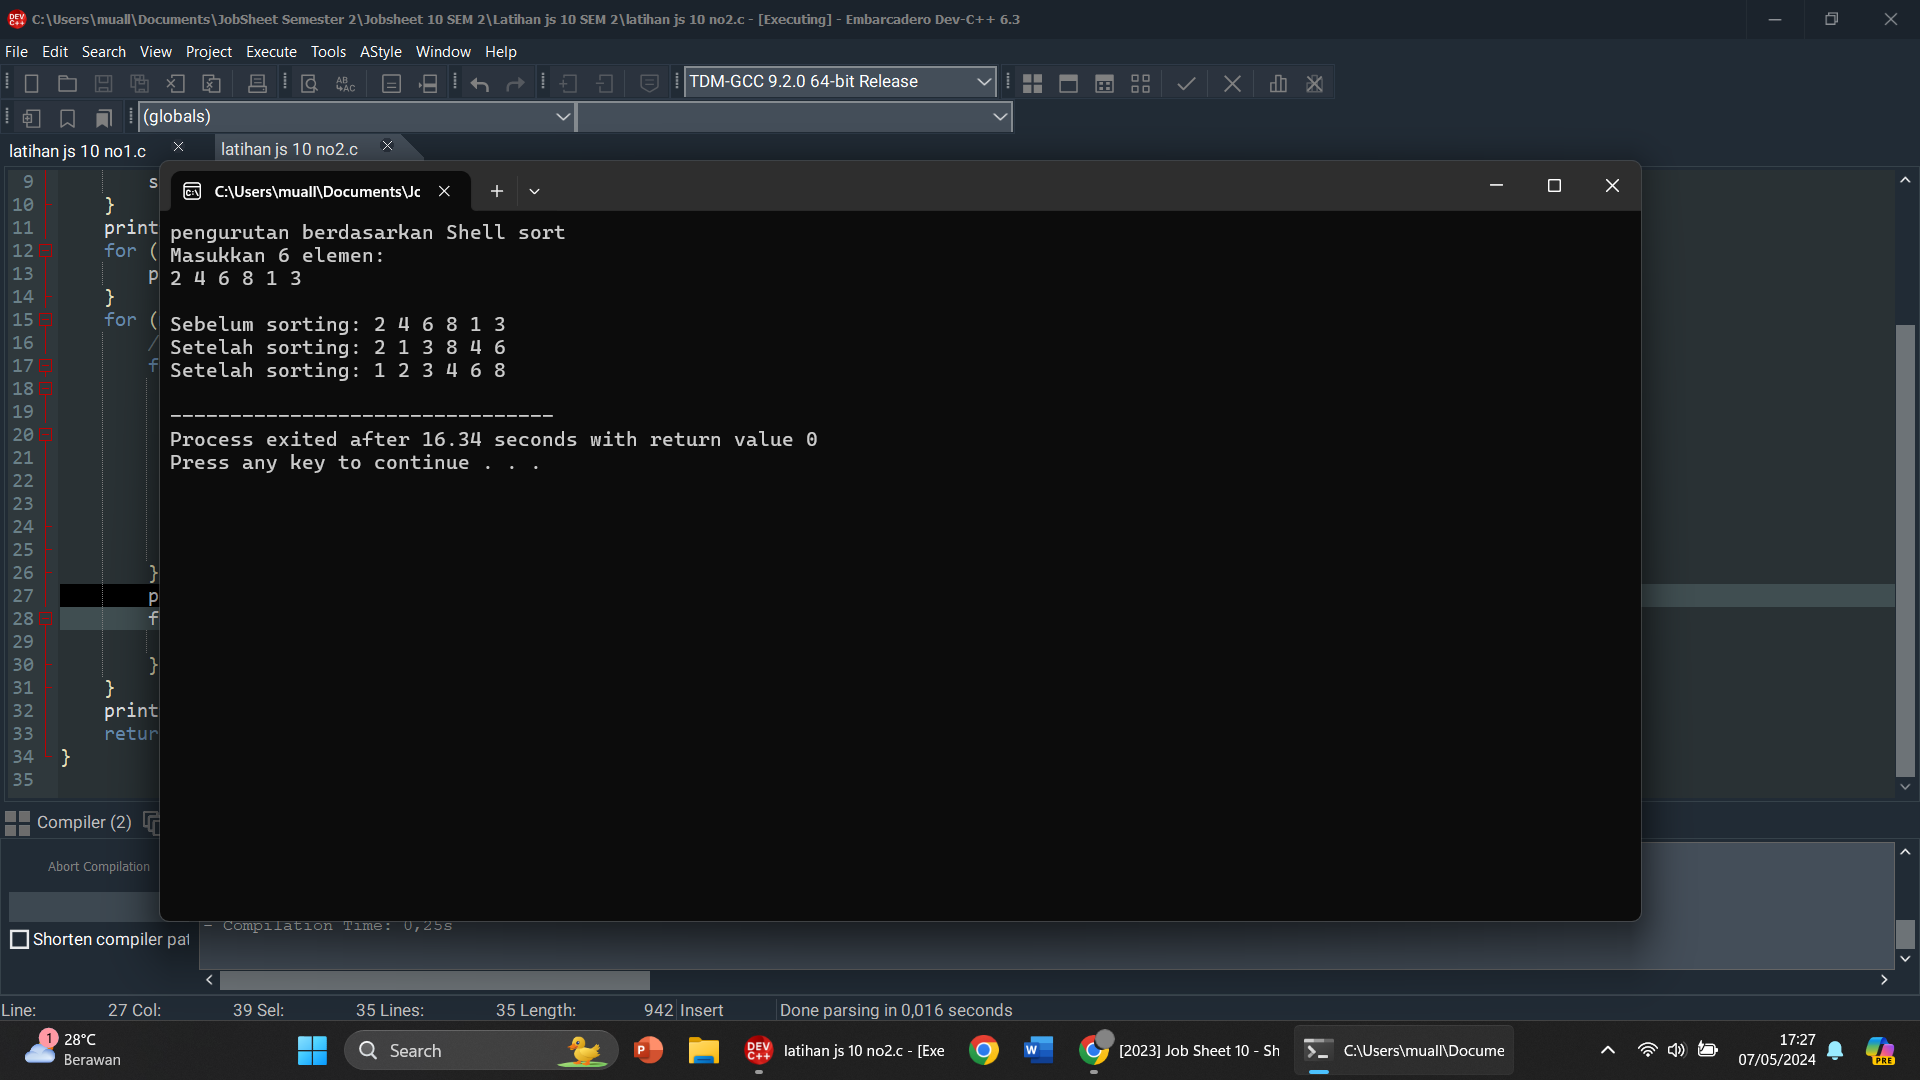 C:\Users\muall\Documents\JobSheet Semester 2\Jobsheet 10 SEM 2\Latihan js 10 SEM 2\latihan js 10 no2.c - [Executing] - Embarcadero Dev-C++ 6.3
File Edit Search View Project Execute Tools AStyle Window Help
TDM-GCC 9.2.0 64-bit Release
(globals)
latihan js 10 no1.c latihan js 10 no2.c
C:\Users\muall\Documents\Jc
pengurutan berdasarkan Shell sort
Masukkan 6 elemen:
2 4 6 8 1 3
Sebelum sorting: 2 4 6 8 1 3
Setelah sorting: 2 1 3 8 4 6
Setelah sorting: 1 2 3 4 6 8
--------------------------------
Process exited after 16.34 seconds with return value 0
Press any key to continue . . .
9 s
10 }
11 print
12 for (
13 p
14 }
15 for (
16 /
17 f
18
19
20
21
22
23
24
25
26 }
27 p
28 f
29
30 }
31 }
32 print
33 retur
34 }
35
Compiler (2)
Abort Compilation
Shorten compiler pat
- Compilation Time: 0,25s
Line: 27 Col: 39 Sel: 35 Lines: 35 Length: 942 Insert Done parsing in 0,016 seconds
1
28°C
Berawan
Search
latihan js 10 no2.c - [Exe
[2023] Job Sheet 10 - Sh
C:\Users\muall\Docume
17:27
07/05/2024
PRE